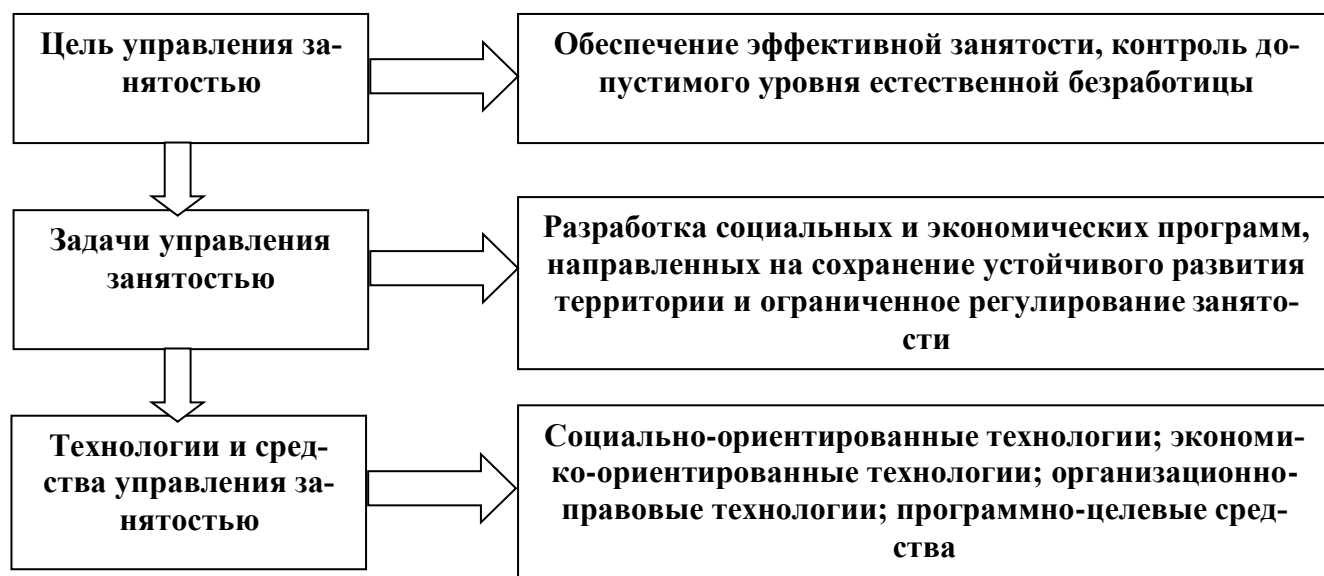 Цель управления за-
нятостью
Обеспечение эффективной занятости, контроль до-
пустимого уровня естественной безработицы
Задачи управления
занятостью
Разработка социальных и экономических программ,
направленных на сохранение устойчивого развития
территории и ограниченное регулирование занято-
сти
Технологии и сред-
ства управления за-
нятостью
Социально-ориентированные технологии; экономи-
ко-ориентированные технологии; организационно-
правовые технологии; программно-целевые сред-
ства